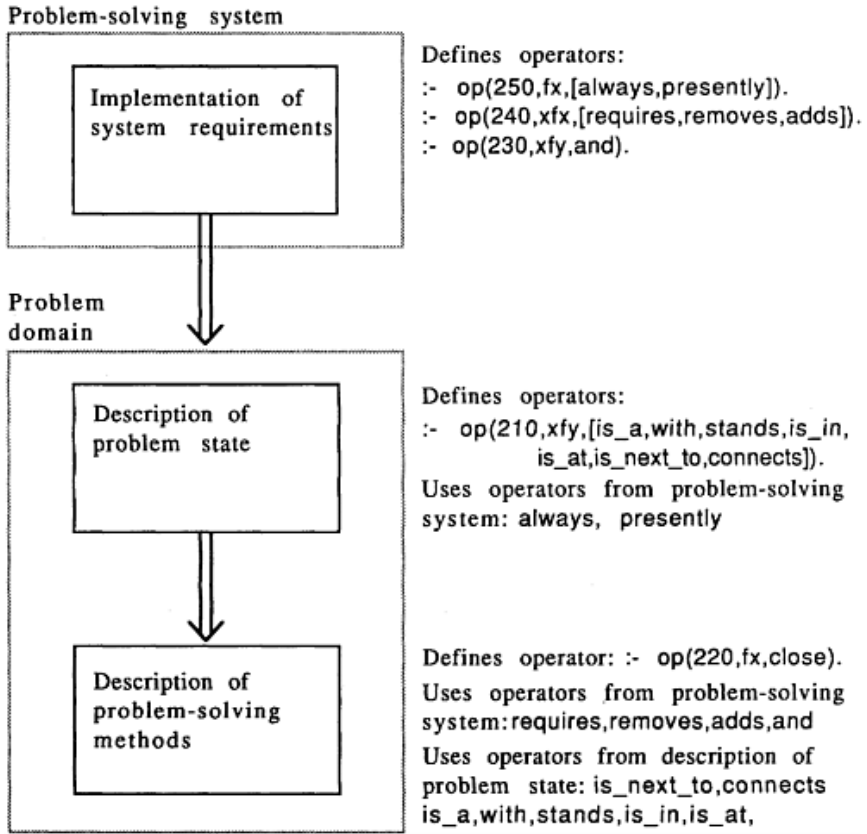 Problem-solving system
Implementation of
system requirements
Defines operators:
:- op(250,fx,[always,presently]).
:- op(240,xfx,[requires,removes,adds]).
:- op(230,xfy,and).
Problem
domain
Description of
problem state
Defines operators:
:- op(210,xfy,[is_a,with,stands,is_in,
is_at,is_next_to,connects]).
Uses operators from problem-solving
system: always, presently
Description of
problem-solving
methods
Defines operator: :- op(220,fx,close).
Uses operators from problem-solving
system:requires,removes,adds,and
Uses operators from description of
problem state: is_next_to,connects
is_a,with,stands,is_in,is_at,